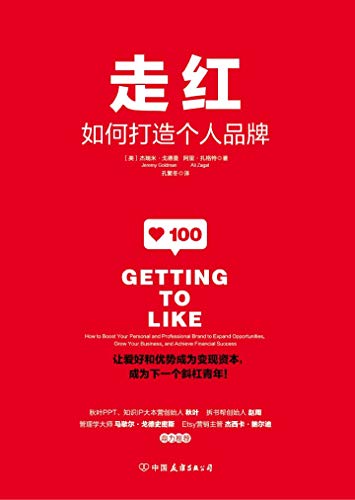 走红
如何打造个人品牌
［美］杰瑞米·戈德曼 阿里·扎格特◎著
Jeremy Goldman Ali Zagat
孔繁冬◎译
100
GETTING
TO
LIKE
How to Boost Your Personal and Professional Brand to Expand Opportunities,
Grow Your Business, and Achieve Financial Success
让爱好和优势成为变现资本，
成为下一个斜杠青年！
秋叶PPT、知识IP大本营创始人 秋叶 拆书帮创始人 赵周
管理学大师 马歇尔·戈德史密斯 Etsy营销主管 杰西卡·德尔迪
中国友谊出版公司